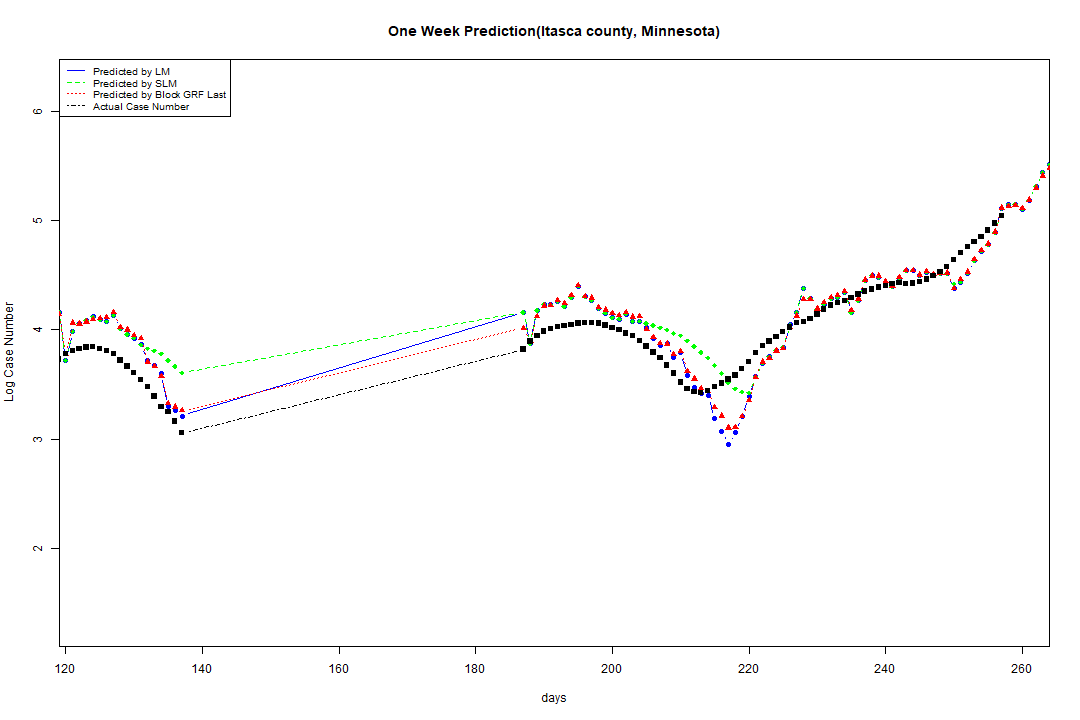 One Week Prediction(Itasca county, Minnesota)
Predicted by LM
Predicted by SLM
Predicted by Block GRF Last
Actual Case Number
6
5
4
3
2
Log Case Number
120 140 160 180 200 220 240 260
days